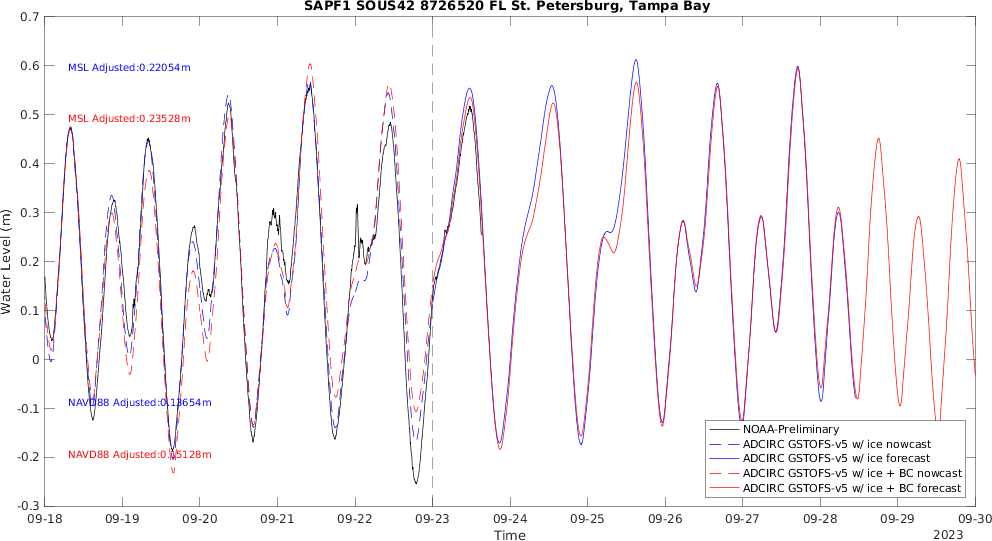 SAPF1 SOUS42 8726520 FL St. Petersburg, Tampa Bay
0.7
0.6
0.5
0.4
0.3
0.2
0.1
0
-0.1
-0.2
-0.3
Water Level (m)
MSL Adjusted:0.22054m
MSL Adjusted:0.23528m
NAVD88 Adjusted:0.13654m
NAVD88 Adjusted:0.15128m
NOAA-Preliminary
ADCIRC GSTOFS-v5 w/ ice nowcast
ADCIRC GSTOFS-v5 w/ ice forecast
ADCIRC GSTOFS-v5 w/ ice + BC nowcast
ADCIRC GSTOFS-v5 w/ ice + BC forecast
09-18 09-19 09-20 09-21 09-22 09-23 09-24 09-25 09-26 09-27 09-28 09-29 09-30
Time
2023